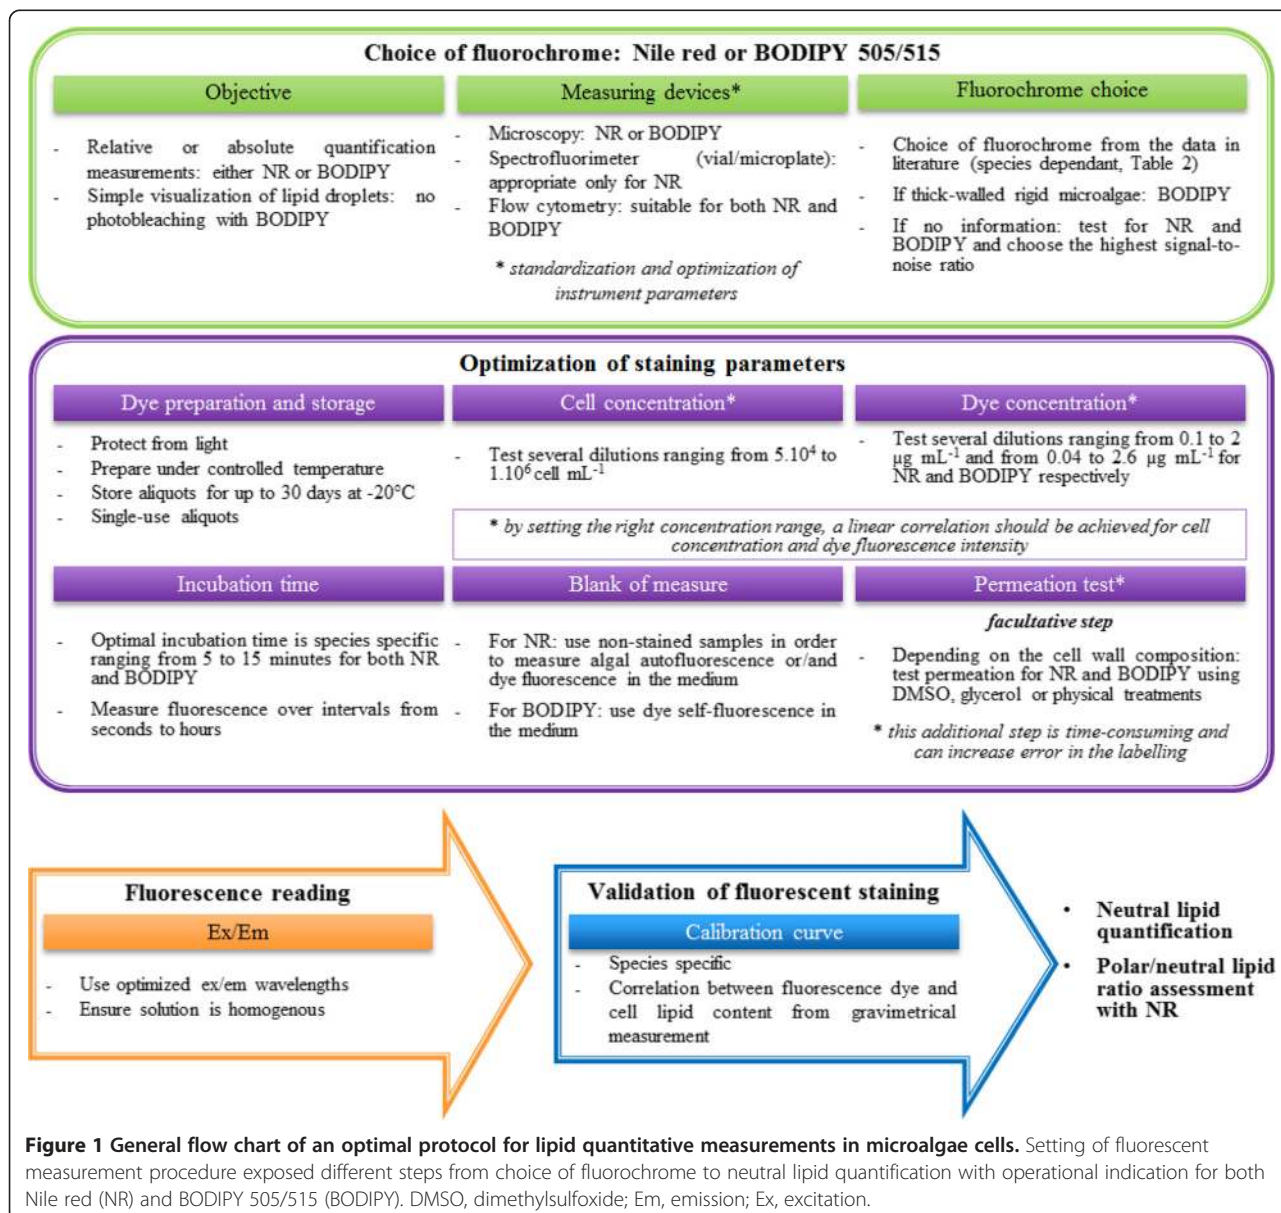 Choice of fluorochrome: Nile red or BODIPY 505/515
Objective
- Relative or absolute quantification
measurements: either NR or BODIPY
- Simple visualization of lipid droplets: no
photobleaching with BODIPY
Measuring devices*
- Microscopy: NR or BODIPY
- Spectrofluorimeter (vial/microplate):
appropriate only for NR
- Flow cytometry: suitable for both NR and
BODIPY
* standardization and optimization of
instrument parameters
Fluorochrome choice
- Choice of fluorochrome from the data in
literature (species dependant, Table 2)
- If thick-walled rigid microalgae: BODIPY
- If no information: test for NR and
BODIPY and choose the highest signal-to-
noise ratio
Optimization of staining parameters
Dye preparation and storage
- Protect from light
- Prepare under controlled temperature
- Store aliquots for up to 30 days at -20°C
- Single-use aliquots
Cell concentration*
- Test several dilutions ranging from 5.10⁴ to
1.10⁶ cell mL⁻¹
Dye concentration*
- Test several dilutions ranging from 0.1 to 2
µg mL⁻¹ and from 0.04 to 2.6 µg mL⁻¹ for
NR and BODIPY respectively
* by setting the right concentration range, a linear correlation should be achieved for cell
concentration and dye fluorescence intensity
Incubation time
- Optimal incubation time is species specific
ranging from 5 to 15 minutes for both NR
and BODIPY
- Measure fluorescence over intervals from
seconds to hours
Blank of measure
- For NR: use non-stained samples in order
to measure algal autofluorescence or/and
dye fluorescence in the medium
- For BODIPY: use dye self-fluorescence in
the medium
Permeation test*
facultative step
- Depending on the cell wall composition:
test permeation for NR and BODIPY using
DMSO, glycerol or physical treatments
* this additional step is time-consuming and
can increase error in the labelling
Fluorescence reading
Ex/Em
- Use optimized ex/em wavelengths
- Ensure solution is homogenous
Validation of fluorescent staining
Calibration curve
- Species specific
- Correlation between fluorescence dye and
cell lipid content from gravimetrical
measurement
• Neutral lipid
quantification
• Polar/neutral lipid
ratio assessment
with NR
Figure 1 General flow chart of an optimal protocol for lipid quantitative measurements in microalgae cells. Setting of fluorescent
measurement procedure exposed different steps from choice of fluorochrome to neutral lipid quantification with operational indication for both
Nile red (NR) and BODIPY 505/515 (BODIPY). DMSO, dimethylsulfoxide; Em, emission; Ex, excitation.